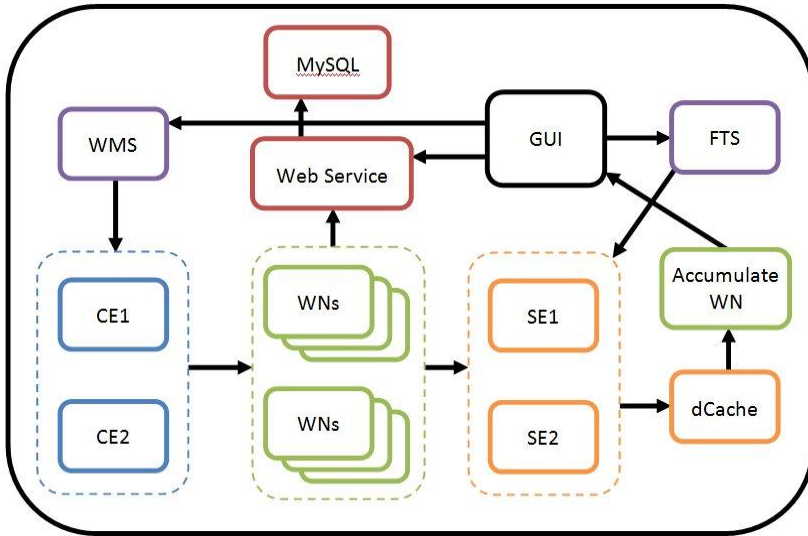 MySQL
WMS
GUI
FTS
Web Service
Accumulate
WN
CE1
WNs
SE1
CE2
WNs
SE2
dCache